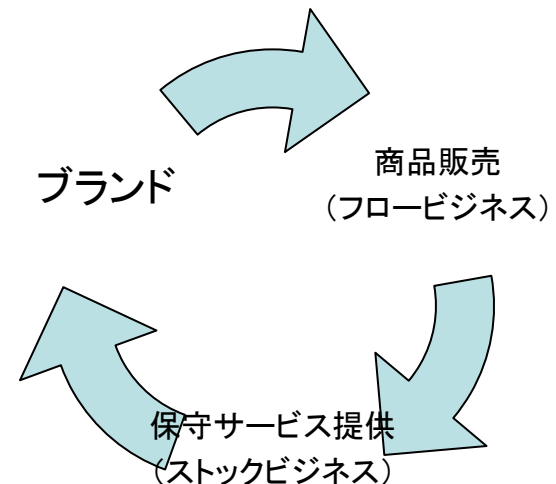 ブランド
商品販売
（フロービジネス）
保守サービス提供
（ストックビジネス）